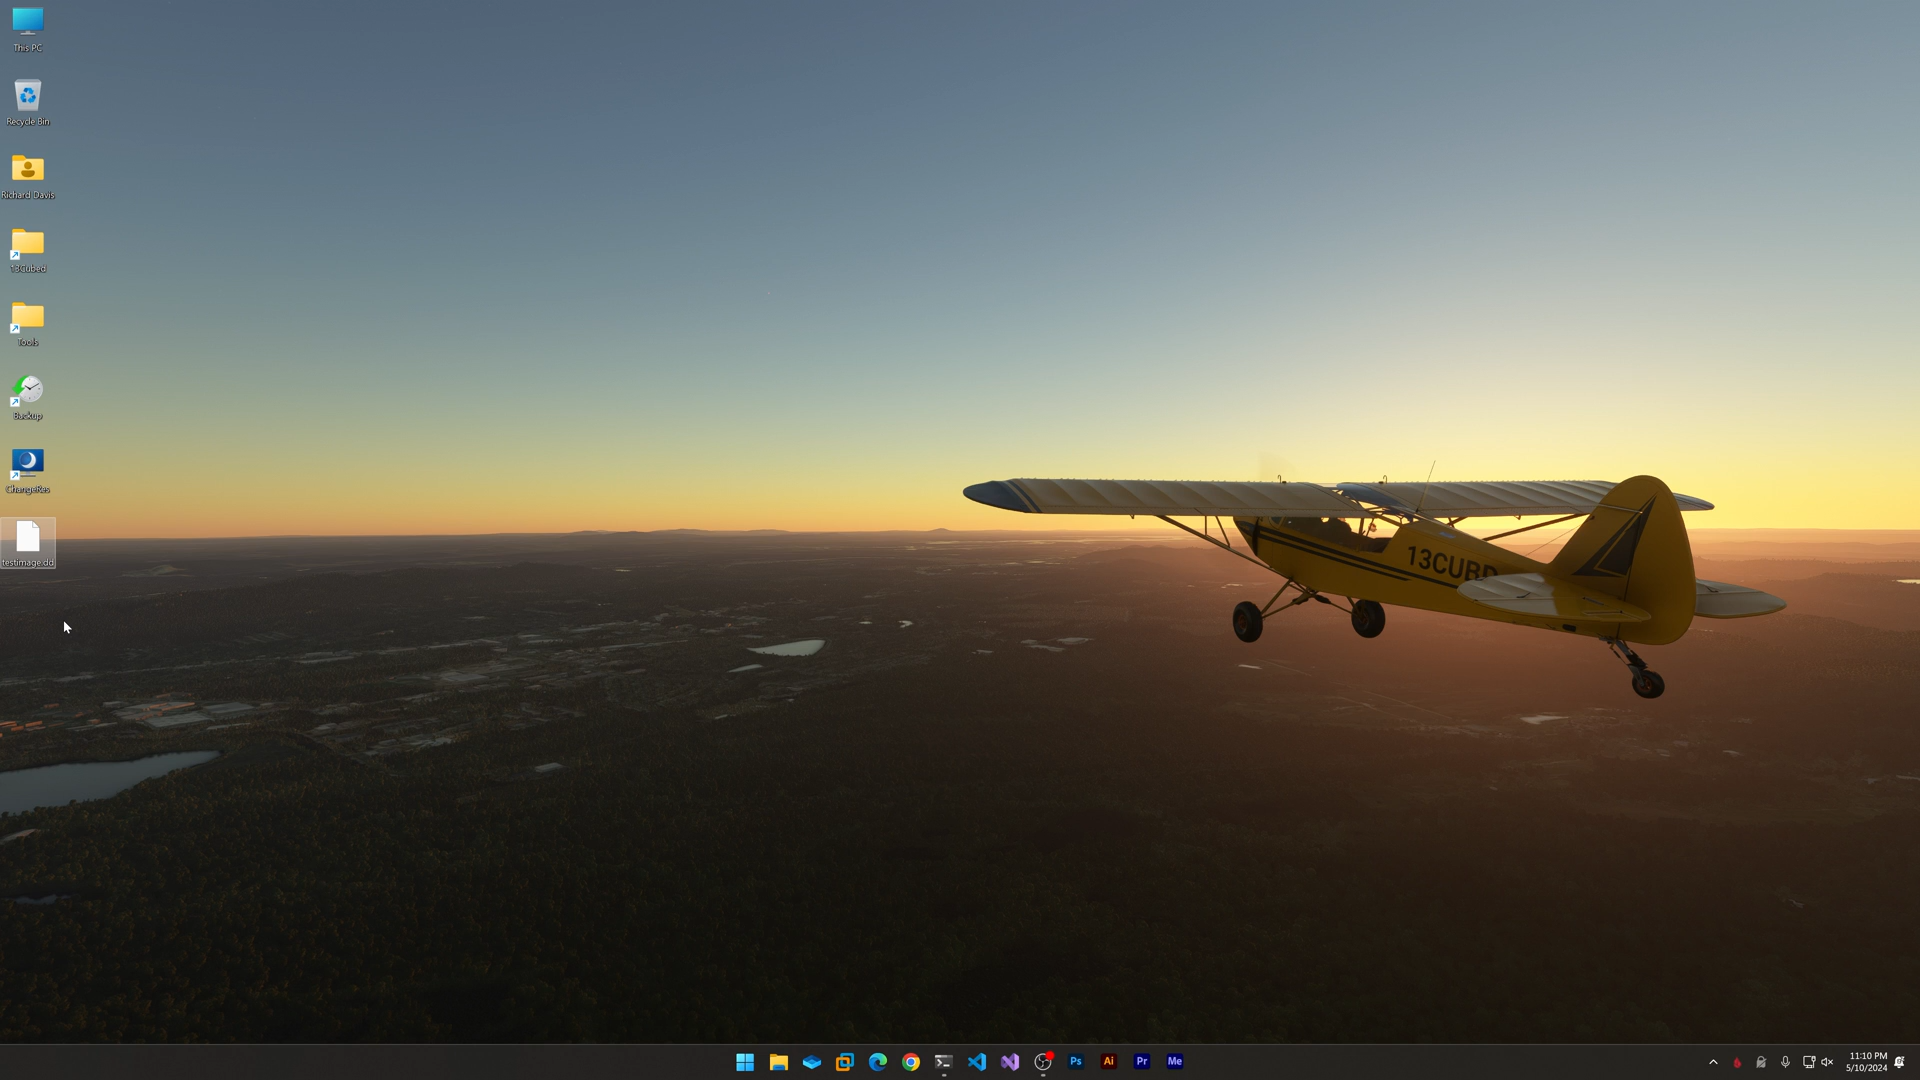 This PC
Recycle Bin
Richard Davis
13Cubed
Tools
Backup
ChangeRes
testimage.dd
13CUBD
Ps
Ai
Pr
Me
11:10 PM
5/10/2024